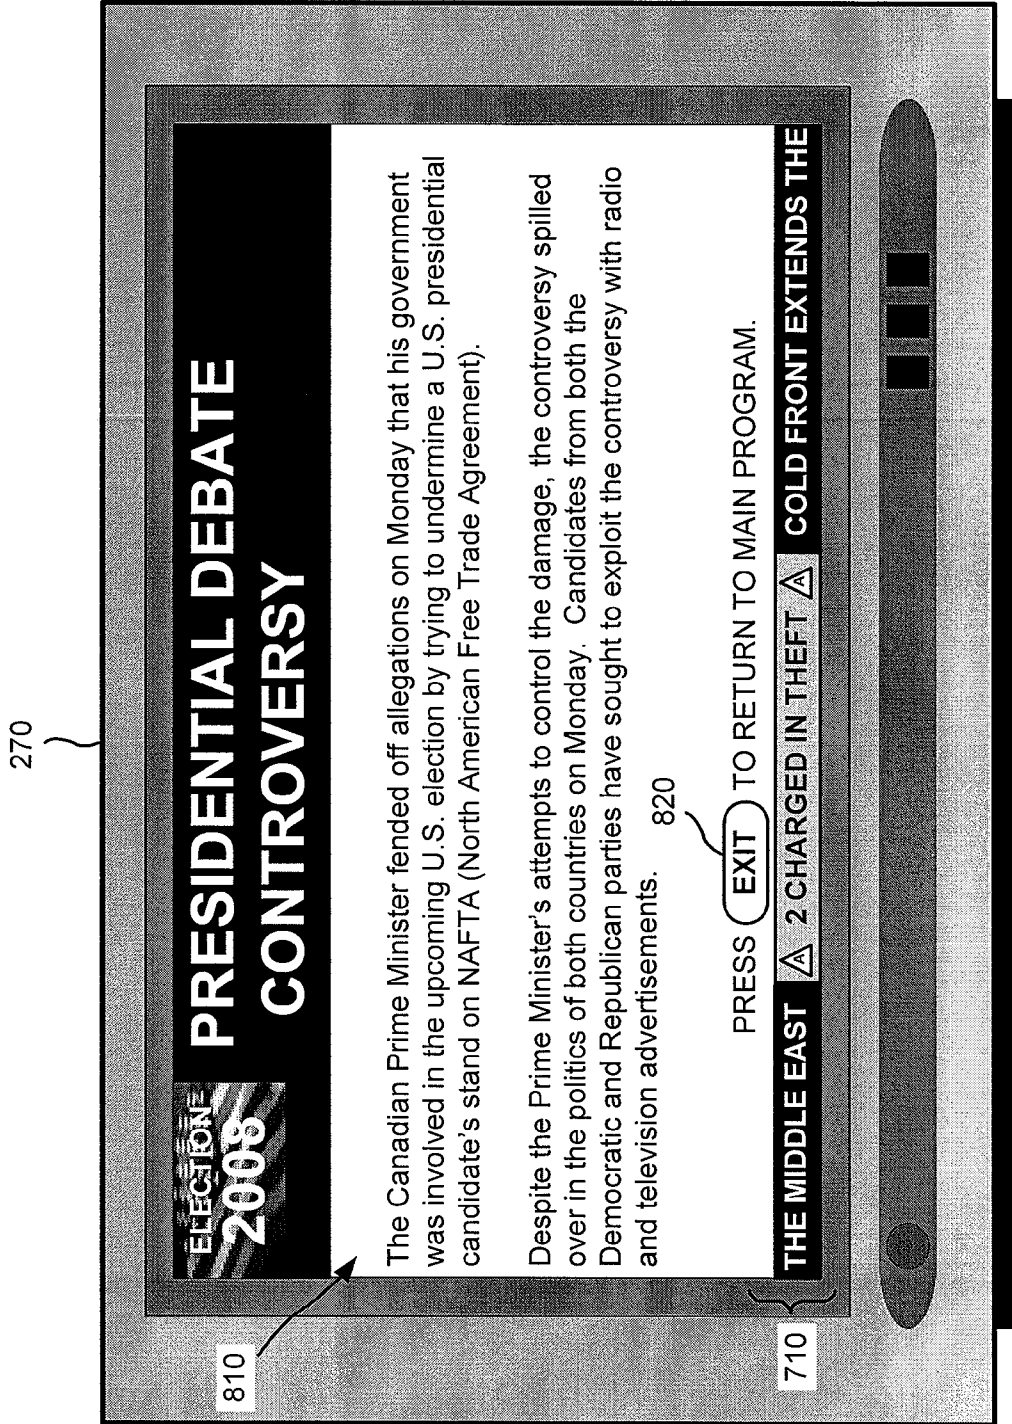 270
810
ELECTION
2008
PRESIDENTIAL DEBATE
CONTROVERSY
The Canadian Prime Minister fended off allegations on Monday that his government
was involved in the upcoming U.S. election by trying to undermine a U.S. presidential
candidate's stand on NAFTA (North American Free Trade Agreement).
Despite the Prime Minister's attempts to control the damage, the controversy spilled
over in the politics of both countries on Monday.  Candidates from both the
Democratic and Republican parties have sought to exploit the controversy with radio
and television advertisements.
820
PRESS EXIT TO RETURN TO MAIN PROGRAM.
710
THE MIDDLE EAST A 2 CHARGED IN THEFT A COLD FRONT EXTENDS THE